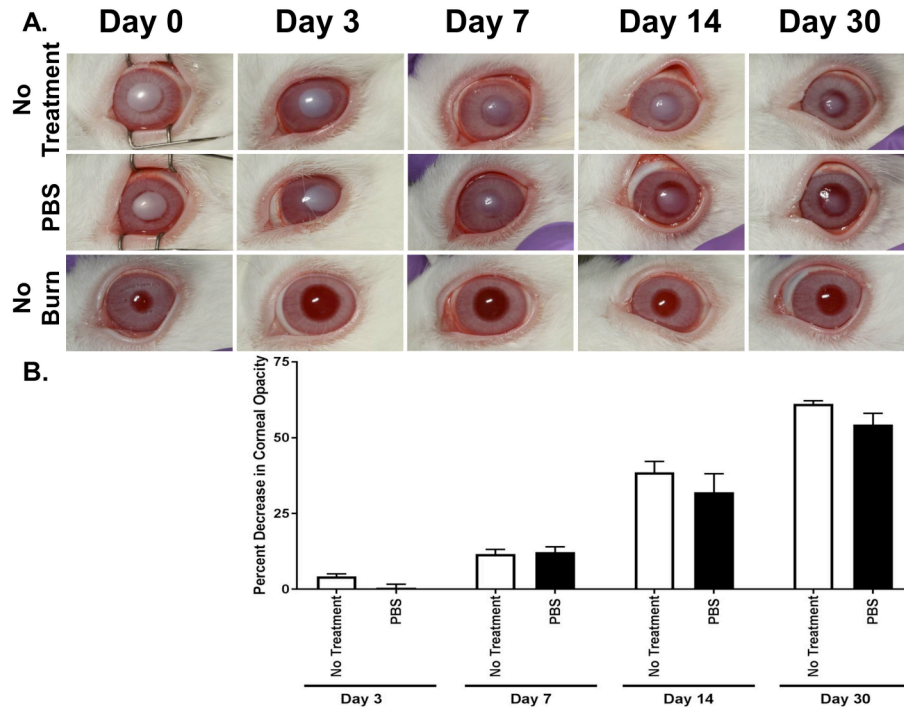 A.
Day 0 Day 3 Day 7 Day 14 Day 30
No
Treatment
PBS
No
Burn
B.
Percent Decrease in Corneal Opacity
75
50
25
0
No Treatment PBS No Treatment PBS No Treatment PBS No Treatment PBS
Day 3 Day 7 Day 14 Day 30